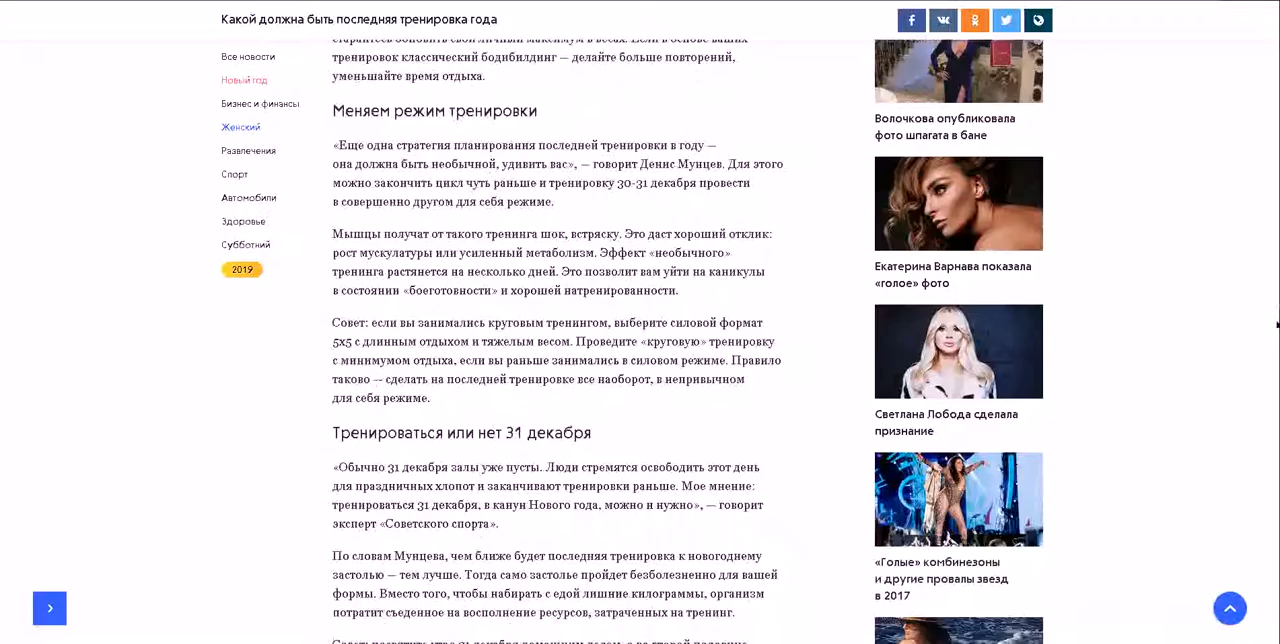 Какой должна быть последняя тренировка года
Все новости
Новый год
Бизнес и финансы
Женский
Развлечения
Спорт
Автомобили
Здоровье
Субботний
2019
старайтесь обновить свой личный максимум в весах. Если в основе ваших
тренировок классический бодибилдинг — делайте больше повторений,
уменьшайте время отдыха.
Меняем режим тренировки
«Еще одна стратегия планирования последней тренировки в году —
она должна быть необычной, удивить вас», — говорит Денис Мунцев. Для этого
можно закончить цикл чуть раньше и тренировку 30-31 декабря провести
в совершенно другом для себя режиме.
Мышцы получат от такого тренинга шок, встряску. Это даст хороший отклик:
рост мускулатуры или усиленный метаболизм. Эффект «необычного»
тренинга растянется на несколько дней. Это позволит вам уйти на каникулы
в состоянии «боеготовности» и хорошей натренированности.
Совет: если вы занимались круговым тренингом, выберите силовой формат
5х5 с длинным отдыхом и тяжелым весом. Проведите «круговую» тренировку
с минимумом отдыха, если вы раньше занимались в силовом режиме. Правило
таково — сделать на последней тренировке все наоборот, в непривычном
для себя режиме.
Тренироваться или нет 31 декабря
«Обычно 31 декабря залы уже пусты. Люди стремятся освободить этот день
для праздничных хлопот и заканчивают тренировки раньше. Мое мнение:
тренироваться 31 декабря, в канун Нового года, можно и нужно», — говорит
эксперт «Советского спорта».
По словам Мунцева, чем ближе будет последняя тренировка к новогоднему
застолью — тем лучше. Тогда само застолье пройдет безболезненно для вашей
формы. Вместо того, чтобы набирать с едой лишние килограммы, организм
потратит съеденное на восполнение ресурсов, затраченных на тренинг.
Волочкова опубликовала
фото шпагата в бане
Екатерина Варнава показала
«голое» фото
Светлана Лобода сделала
признание
«Голые» комбинезоны
и другие провалы звезд
в 2017